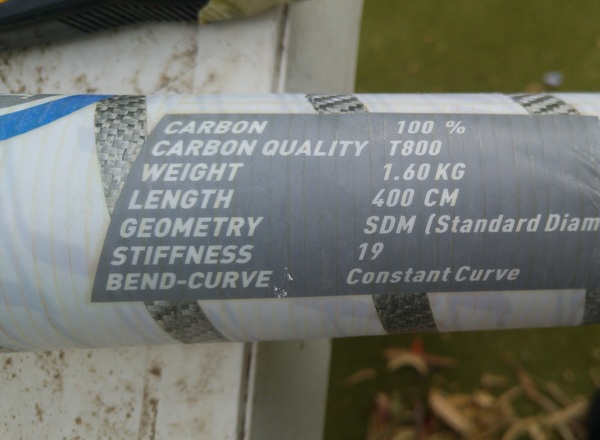 CARBON 100 %
CARBON QUALITY T800
WEIGHT 1.60 KG
LENGTH 400 CM
GEOMETRY SDM (Standard Diam
STIFFNESS 19
BEND-CURVE Constant Curve